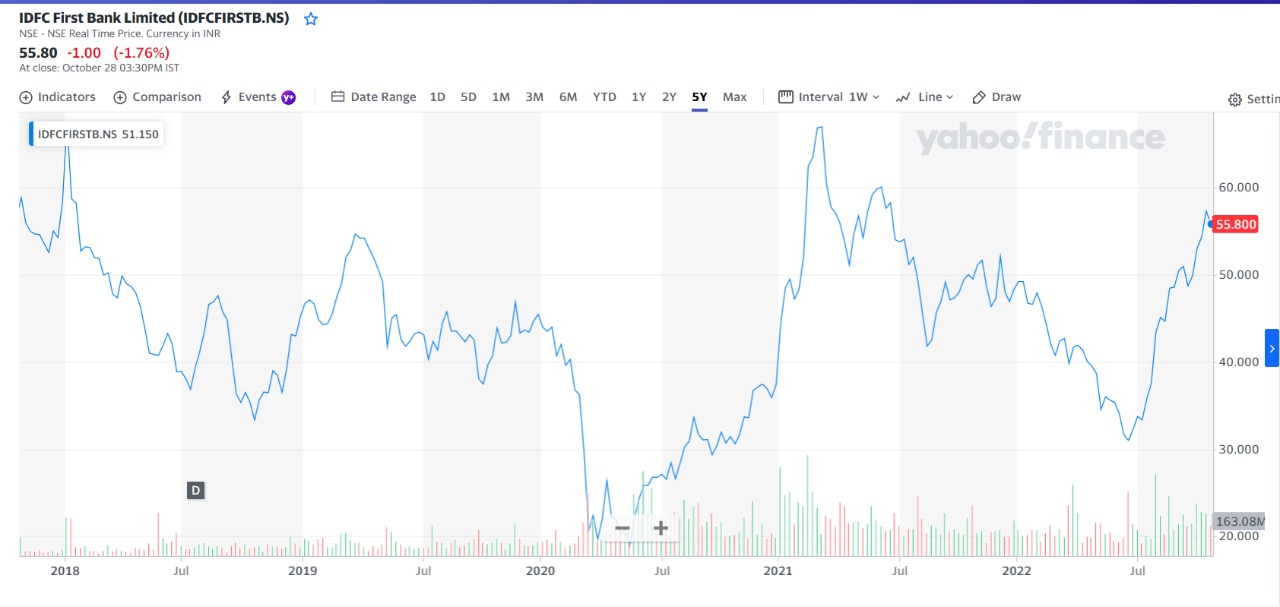 IDFC First Bank Limited (IDFCFIRSTB.NS)
NSE - NSE Real Time Price. Currency in INR
55.80 -1.00 (-1.76%)
At close: October 28 03:30PM IST
Indicators Comparison Events Y+ Date Range 1D 5D 1M 3M 6M YTD 1Y 2Y 5Y Max Interval 1W Line Draw Settin
IDFCFIRSTB.NS 51.150
yahoo!finance
60.000
55.800
50.000
40.000
30.000
D
163.08M
20.000
2018 Jul 2019 Jul 2020 Jul 2021 Jul 2022 Jul